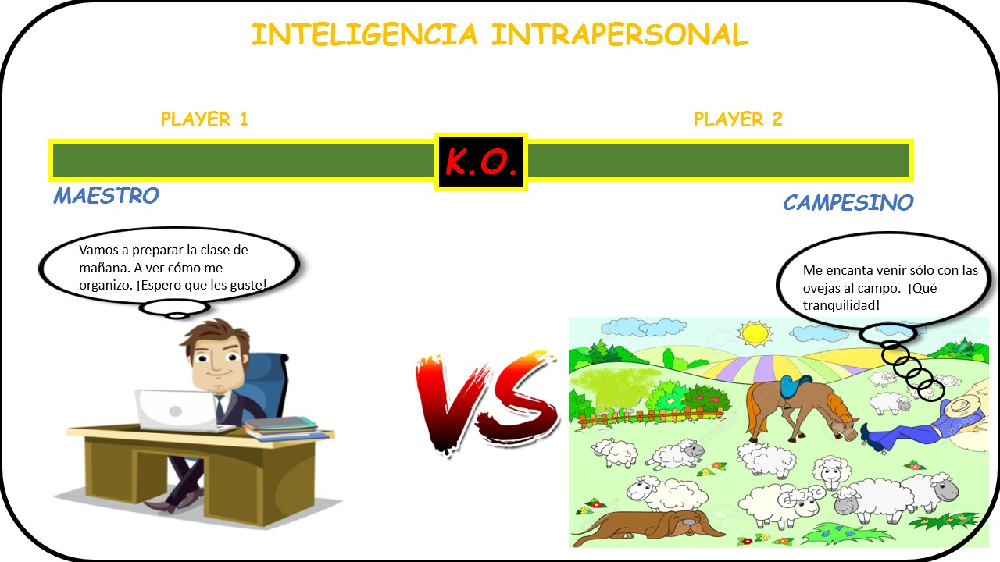 INTELIGENCIA INTRAPERSONAL
PLAYER 1
PLAYER 2
K.O.
MAESTRO
CAMPESINO
Vamos a preparar la clase de
mañana. A ver cómo me
organizo. ¡Espero que les guste!
Me encanta venir sólo con las
ovejas al campo.  ¡Qué
tranquilidad!
VS